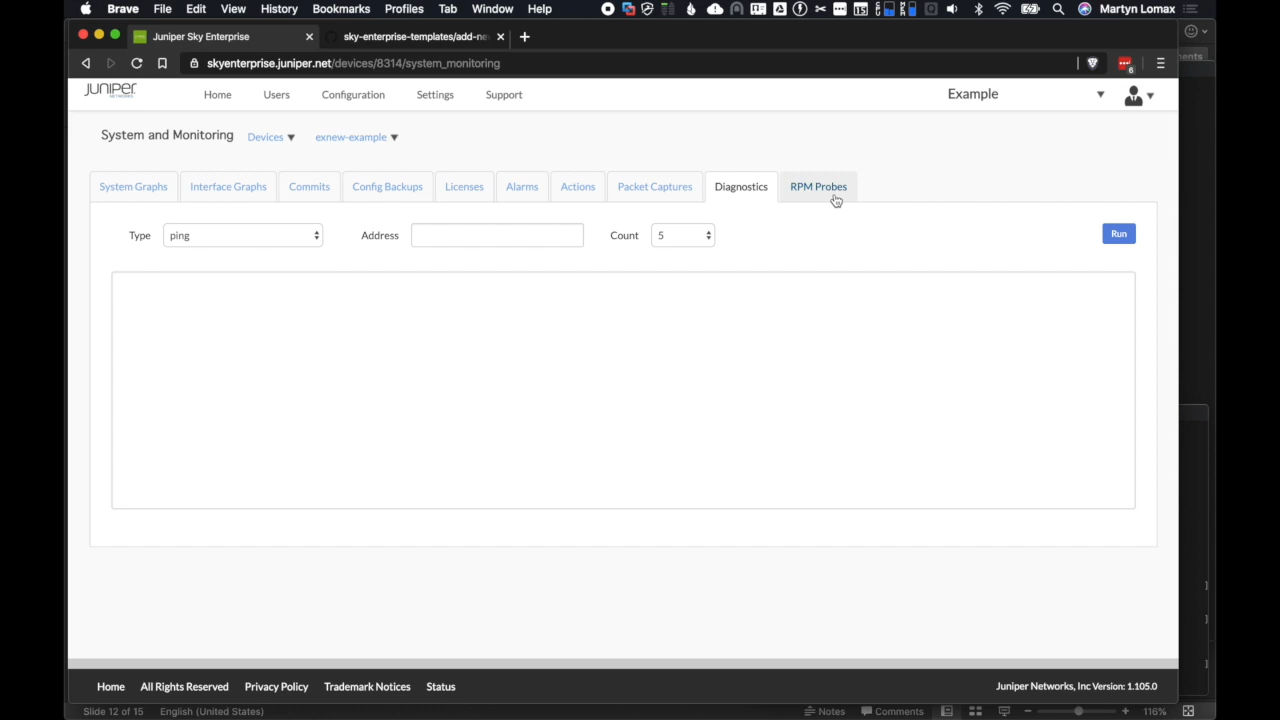 Brave File Edit View History Bookmarks Profiles Tab Window Help Martyn Lomax
Juniper Sky Enterprise sky-enterprise-templates/add-ne
skyenterprise.juniper.net/devices/8314/system_monitoring 6
JUNIPER NETWORKS Home Users Configuration Settings Support Example
System and Monitoring Devices exnew-example
System Graphs Interface Graphs Commits Config Backups Licenses Alarms Actions Packet Captures Diagnostics RPM Probes
Type ping Address Count 5 Run
Home All Rights Reserved Privacy Policy Trademark Notices Status Juniper Networks, Inc Version: 1.105.0
Slide 12 of 15 English (United States) Notes Comments 116%